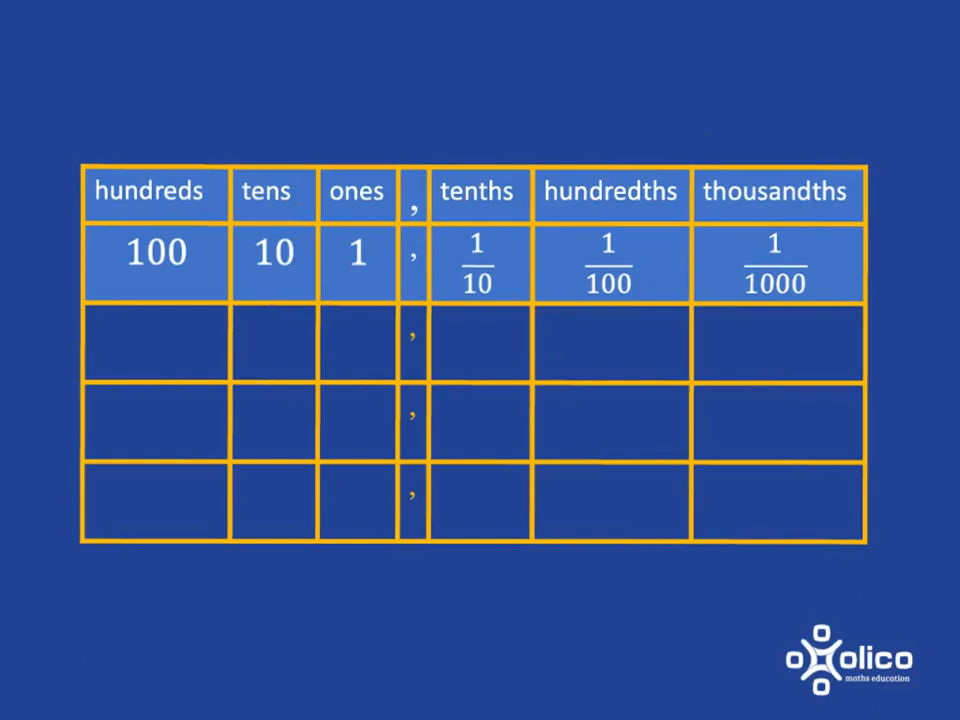 hundreds tens ones , tenths hundredths thousandths
100 10 1 , 1/10 1/100 1/1000
,
,
,
olico
maths education